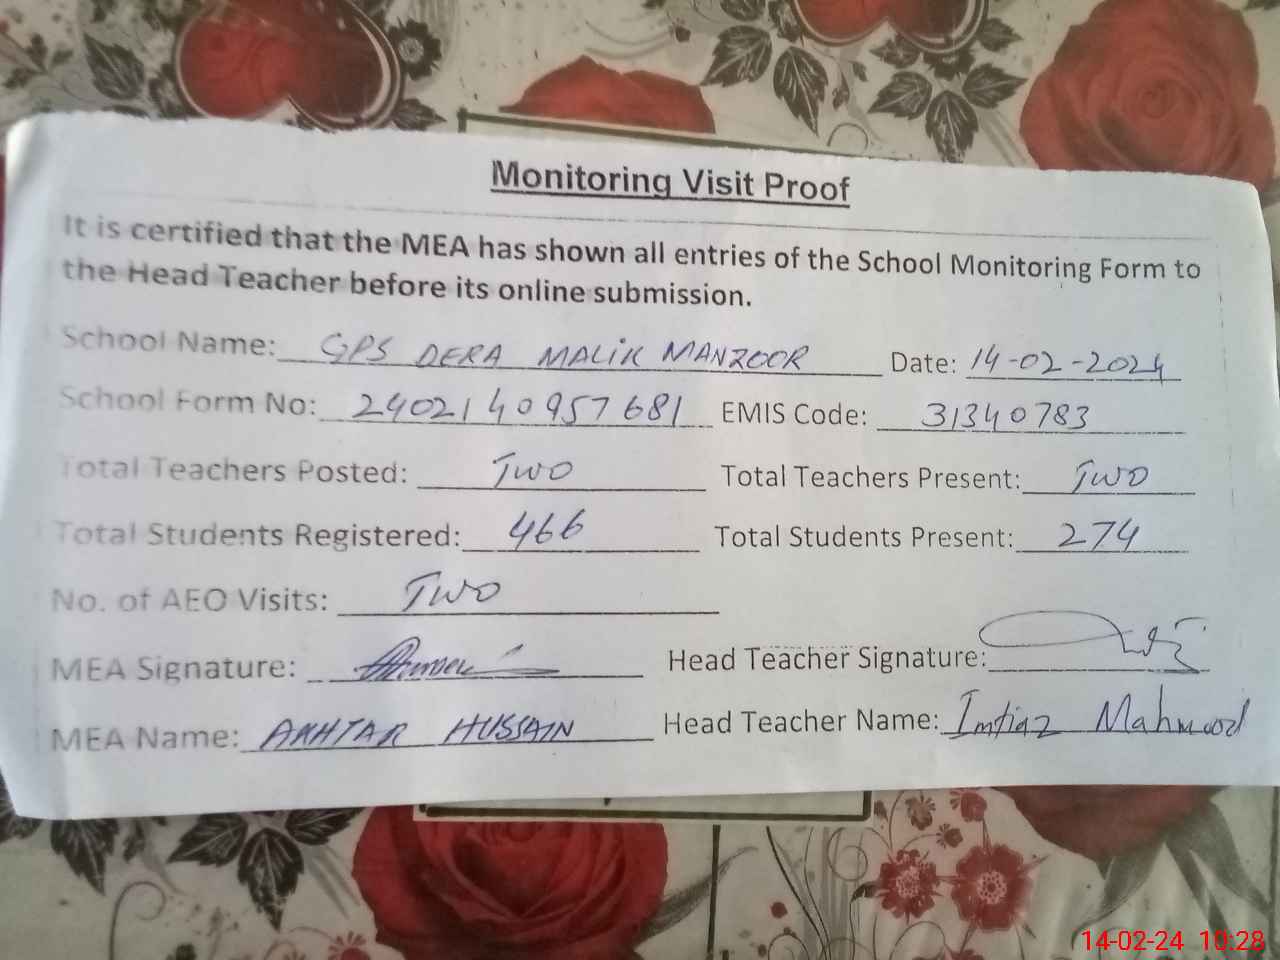 Monitoring Visit Proof
It is certified that the MEA has shown all entries of the School Monitoring Form to
the Head Teacher before its online submission.
School Name: GPS DERA MALIK MANZOOR Date: 14-02-2024
School Form No: 2402140957681 EMIS Code: 31340783
Total Teachers Posted: TWO Total Teachers Present: TWO
Total Students Registered: 466 Total Students Present: 274
No. of AEO Visits: TWO
MEA Signature: Head Teacher Signature:
MEA Name: AKHTAR HUSSAIN Head Teacher Name: Imtiaz Mahmood
14-02-24 10:28